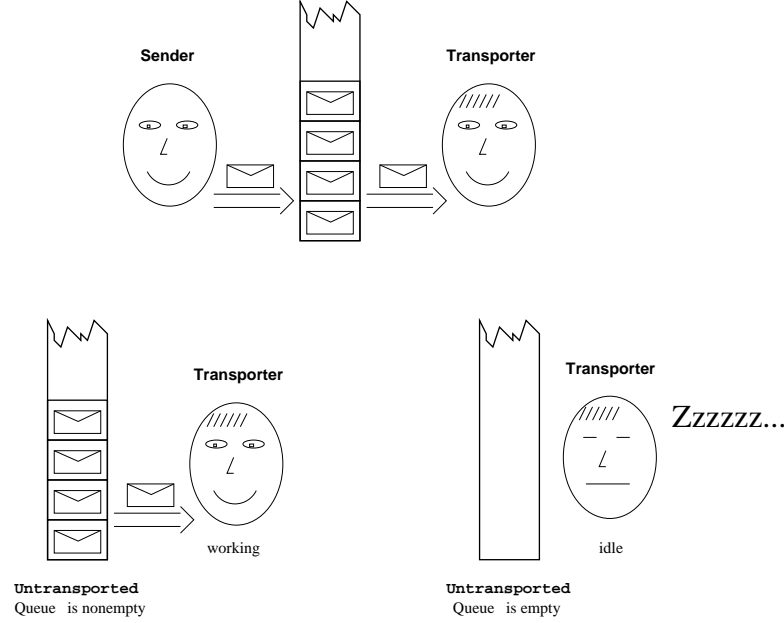 Sender
Transporter
Transporter
Transporter
Zzzzzz...
working
idle
Untransported
Queue is nonempty
Untransported
Queue is empty